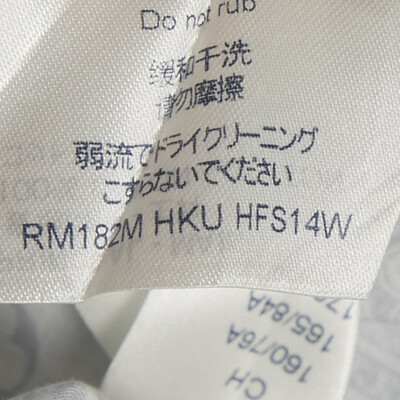 Do not rub
缓和干洗
请勿摩擦
弱流でドライクリーニング
こすらないでください
RM182M HKU HFS14W
165/84A
160/76A
CH